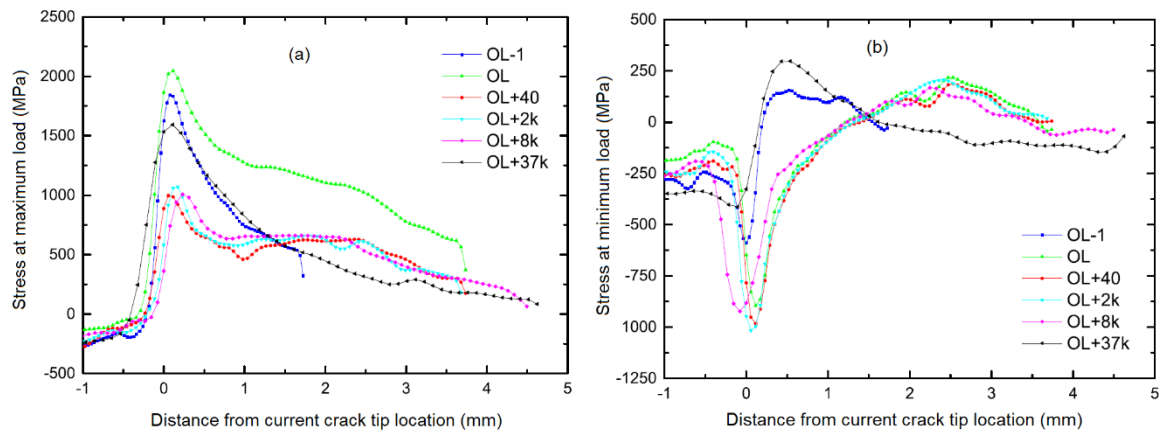 Stress at maximum load (MPa)
2500
2000
1500
1000
500
0
-500
(a)
OL-1
OL
OL+40
OL+2k
OL+8k
OL+37k
-1 0 1 2 3 4 5
Distance from current crack tip location (mm)
Stress at minimum load (MPa)
500
250
0
-250
-500
-750
1000
-1250
(b)
OL-1
OL
OL+40
OL+2k
OL+8k
OL+37k
-1 0 1 2 3 4 5
Distance from current crack tip location (mm)